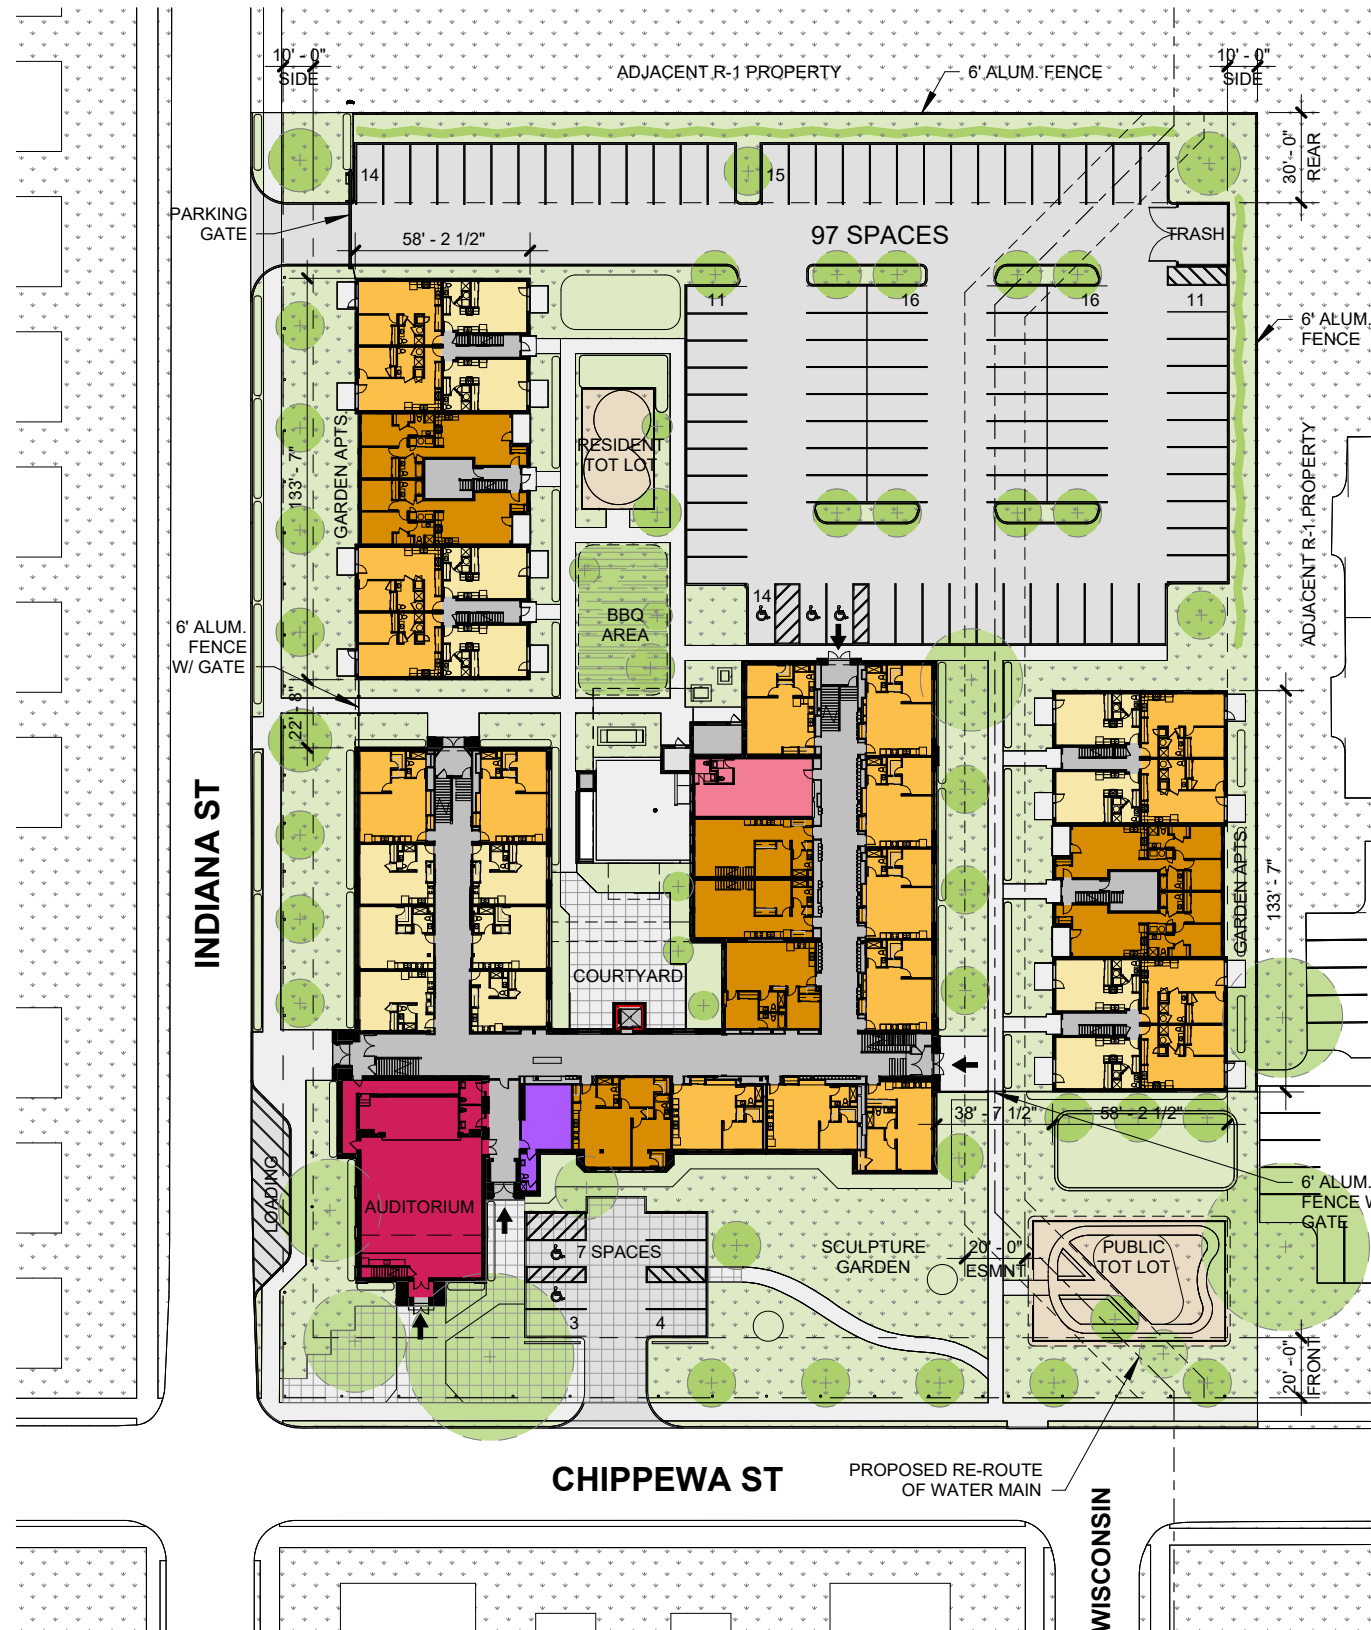 10' - 0"
SIDE
ADJACENT R-1 PROPERTY
6' ALUM. FENCE
10' - 0"
SIDE
30' - 0"
REAR
14
15
PARKING
GATE
58' - 2 1/2"
97 SPACES
TRASH
11
16
16
11
6' ALUM.
FENCE
133' - 7"
GARDEN APTS.
RESIDENT
TOT LOT
ADJACENT R-1 PROPERTY
14
BBQ
AREA
6' ALUM.
FENCE
W/ GATE
22' - 8"
INDIANA ST
GARDEN APTS.
133' - 7"
COURTYARD
38' - 7 1/2"
58' - 2 1/2"
LOADING
AUDITORIUM
7 SPACES
SCULPTURE
GARDEN
20' - 0"
ESMNT
PUBLIC
TOT LOT
6' ALUM.
FENCE W
GATE
3
4
20' - 0"
FRONT
CHIPPEWA ST
PROPOSED RE-ROUTE
OF WATER MAIN
WISCONSIN